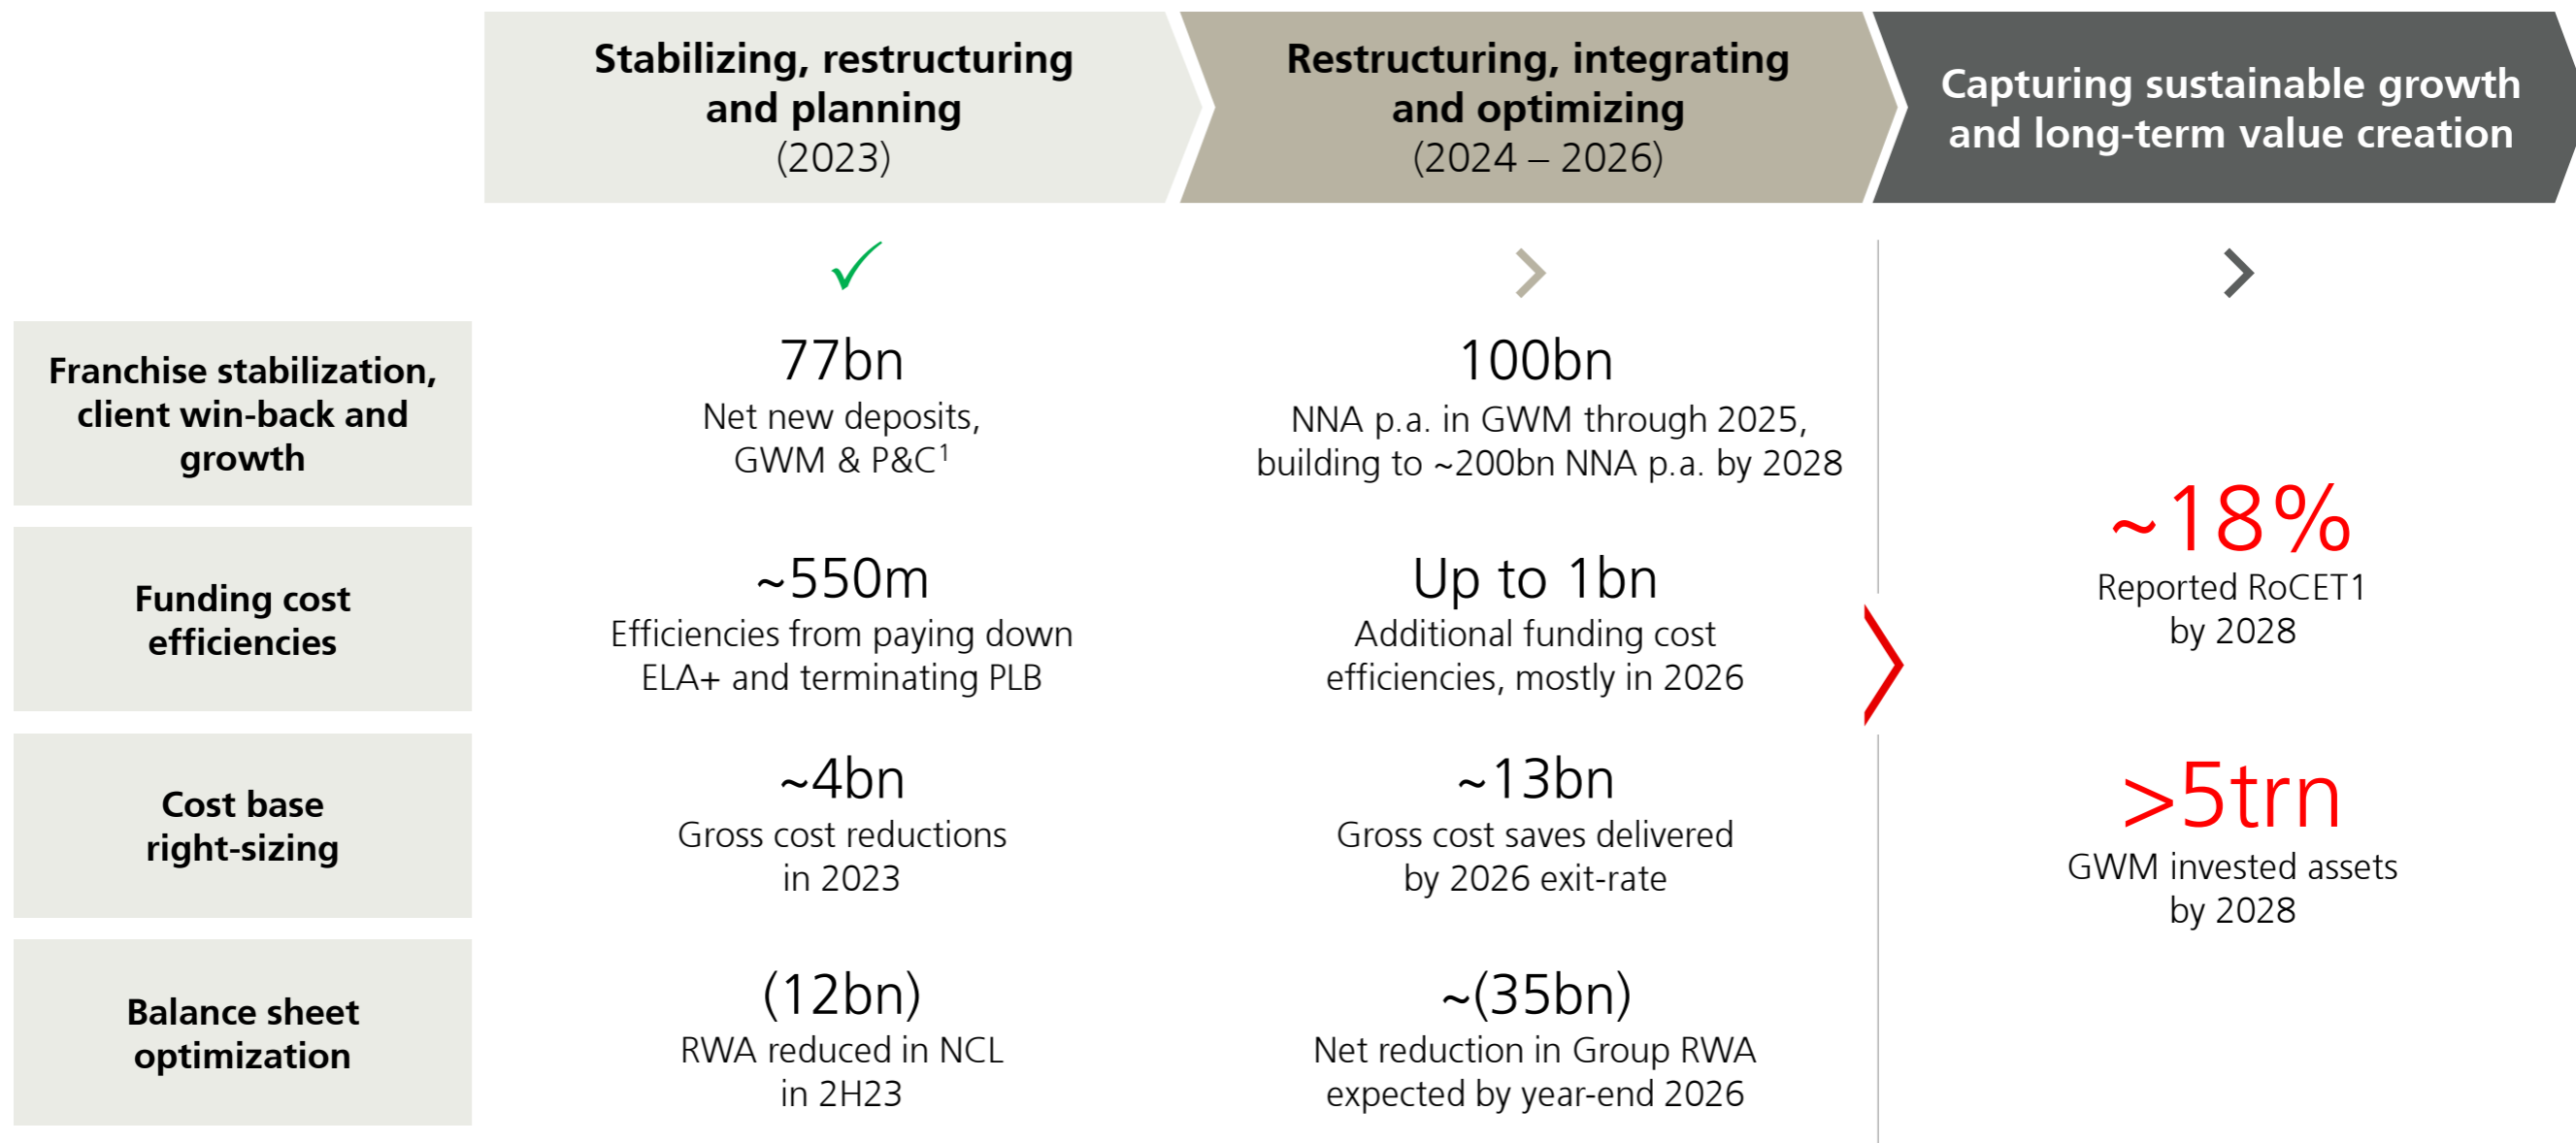 Stabilizing, restructuring
and planning
(2023)
Restructuring, integrating
and optimizing
(2024 – 2026)
Capturing sustainable growth
and long-term value creation
Franchise stabilization,
client win-back and
growth
77bn
Net new deposits,
GWM & P&C1
100bn
NNA p.a. in GWM through 2025,
building to ~200bn NNA p.a. by 2028
Funding cost
efficiencies
~550m
Efficiencies from paying down
ELA+ and terminating PLB
Up to 1bn
Additional funding cost
efficiencies, mostly in 2026
Cost base
right-sizing
~4bn
Gross cost reductions
in 2023
~13bn
Gross cost saves delivered
by 2026 exit-rate
Balance sheet
optimization
(12bn)
RWA reduced in NCL
in 2H23
~(35bn)
Net reduction in Group RWA
expected by year-end 2026
~18%
Reported RoCET1
by 2028
>5trn
GWM invested assets
by 2028